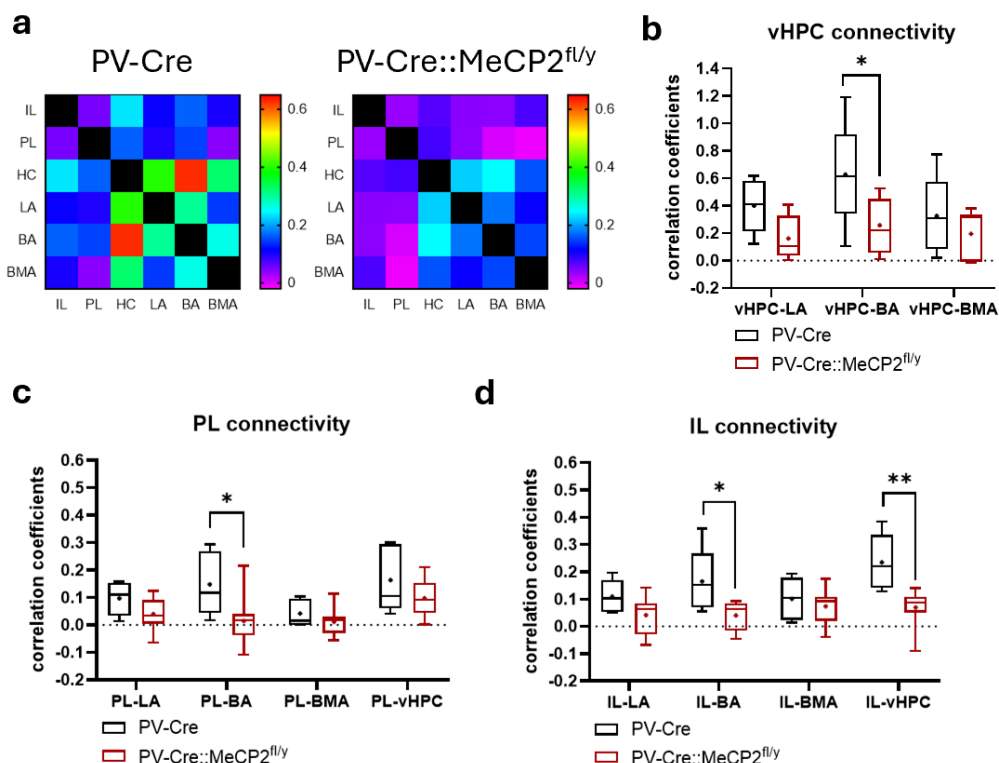 a
PV-Cre
PV-Cre::MeCP2fl/y
IL
PL
HC
LA
BA
BMA
IL PL HC LA BA BMA
0.6
0.4
0.2
0
IL
PL
HC
LA
BA
BMA
IL PL HC LA BA BMA
0.6
0.4
0.2
0
b
vHPC connectivity
correlation coefficients
1.4
1.2
1.0
0.8
0.6
0.4
0.2
0.0
-0.2
*
vHPC-LA vHPC-BA vHPC-BMA
PV-Cre
PV-Cre::MeCP2fl/y
c
PL connectivity
correlation coefficients
0.6
0.5
0.4
0.3
0.2
0.1
0.0
-0.1
-0.2
*
PL-LA PL-BA PL-BMA PL-vHPC
PV-Cre
PV-Cre::MeCP2fl/y
d
IL connectivity
correlation coefficients
0.6
0.5
0.4
0.3
0.2
0.1
0.0
-0.1
-0.2
*
**
IL-LA IL-BA IL-BMA IL-vHPC
PV-Cre
PV-Cre::MeCP2fl/y